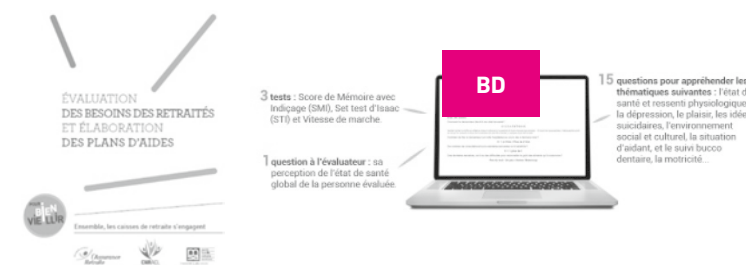 ÉVALUATION
DES BESOINS DES RETRAITÉS
ET ÉLABORATION
DES PLANS D'AIDES
BIEN
VIEILLIR
Ensemble, les caisses de retraite s'engagent
L'Assurance
Retraite
3 tests : Score de Mémoire avec
Indiçage (SMI), Set test d'Isaac
(STI) et Vitesse de marche.
1 question à l'évaluateur : sa
perception de l'état de santé
global de la personne évaluée.
BD
15 questions pour appréhender les
thématiques suivantes : l'état d
santé et ressenti physiologique
la dépression, le plaisir, les idée
suicidaires, l'environnement
social et culturel, la situation
d'aidant, et le suivi bucco
dentaire, la motricité...